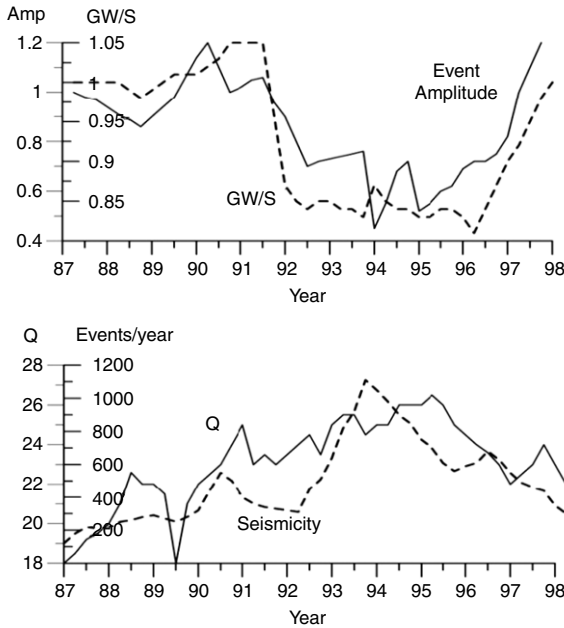 Amp GW/S
1.2 1.05
1 1
0.95
0.8 0.9
0.6 0.85
0.4
Event
Amplitude
GW/S
87 88 89 90 91 92 93 94 95 96 97 98
Year
Q Events/year
28 1200
26 1000
24 800
22 600
400
20 200
18
Q
Seismicity
87 88 89 90 91 92 93 94 95 96 97 98
Year